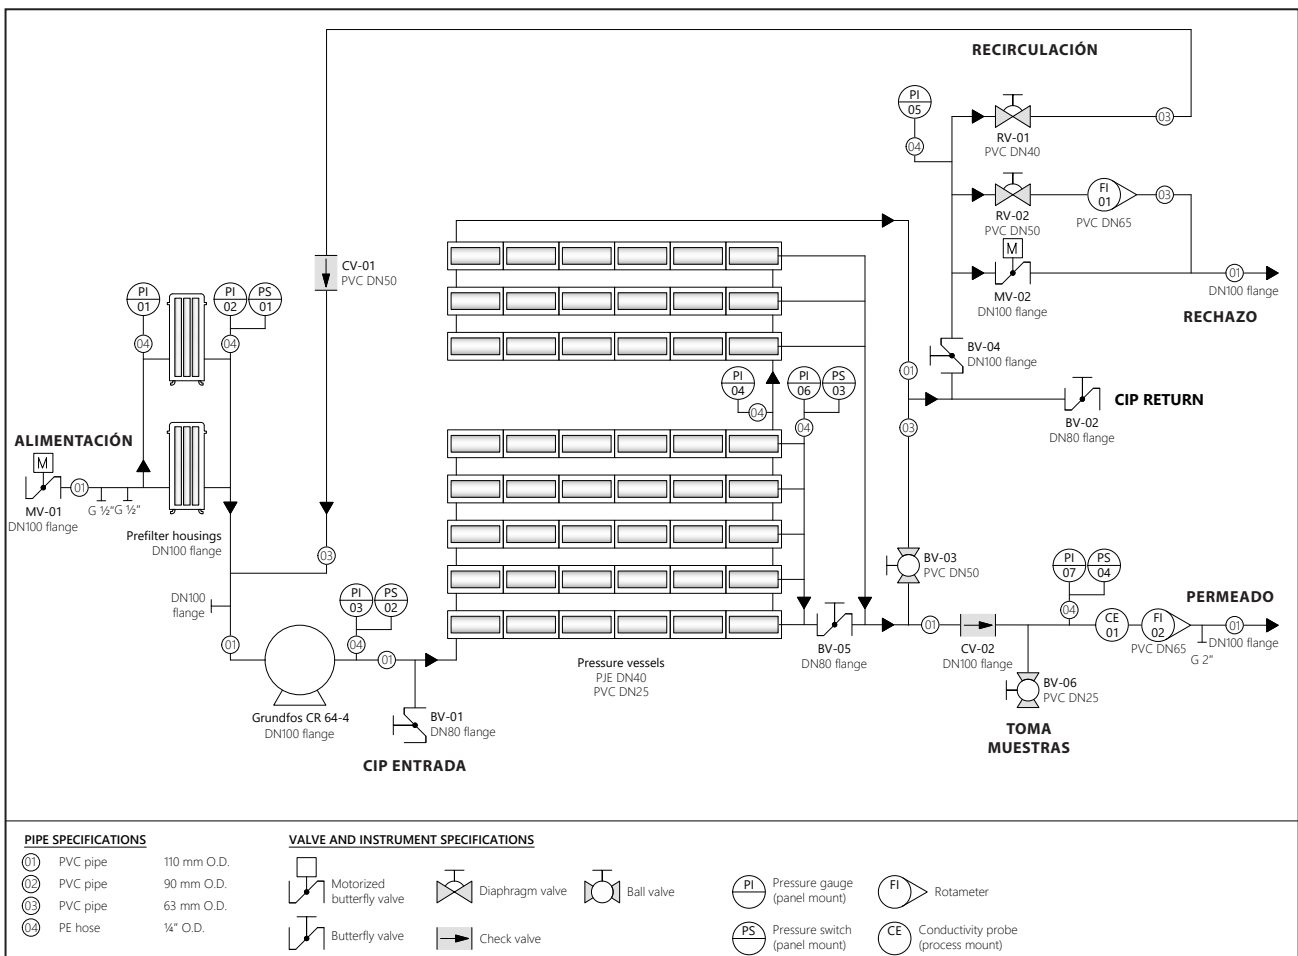 RECIRCULACIÓN
PI
05
04
RV-01
PVC DN40
03
RV-02
PVC DN50
FI
01
PVC DN65
03
M
MV-02
DN100 flange
01
DN100 flange
RECHAZO
CV-01
PVC DN50
PI
01
04
PI
02
PS
01
04
BV-04
DN100 flange
01
03
BV-02
DN80 flange
CIP RETURN
PI
04
04
PI
06
PS
03
04
ALIMENTACIÓN
M
MV-01
DN100 flange
01
G ½"
G ½"
Prefilter housings
DN100 flange
03
DN100
flange
01
PI
03
PS
02
04
01
Grundfos CR 64-4
DN100 flange
BV-01
DN80 flange
CIP ENTRADA
Pressure vessels
PJE DN40
PVC DN25
BV-05
DN80 flange
BV-03
PVC DN50
01
CV-02
DN100 flange
PI
07
PS
04
04
CE
01
FI
02
PVC DN65
G 2"
01
DN100 flange
PERMEADO
BV-06
PVC DN25
TOMA
MUESTRAS
PIPE SPECIFICATIONS
01 PVC pipe 110 mm O.D.
02 PVC pipe 90 mm O.D.
03 PVC pipe 63 mm O.D.
04 PE hose ¼" O.D.
VALVE AND INSTRUMENT SPECIFICATIONS
Motorized
butterfly valve
Butterfly valve
Diaphragm valve
Check valve
Ball valve
PI Pressure gauge
(panel mount)
PS Pressure switch
(panel mount)
FI Rotameter
CE Conductivity probe
(process mount)